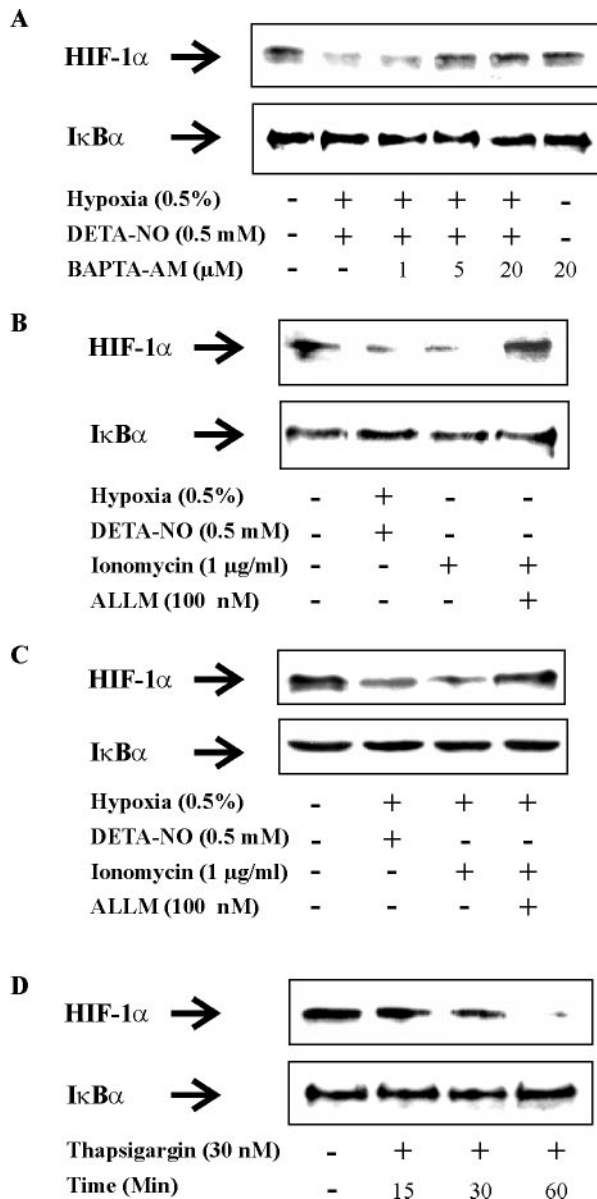 A
HIF-1α
IκBα
Hypoxia (0.5%) - + + + + -
DETA-NO (0.5 mM) - + + + + -
BAPTA-AM (μM) - - 1 5 20 20
B
HIF-1α
IκBα
Hypoxia (0.5%) - + - -
DETA-NO (0.5 mM) - + - -
Ionomycin (1 μg/ml) - - + +
ALLM (100 nM) - - - +
C
HIF-1α
IκBα
Hypoxia (0.5%) - + + +
DETA-NO (0.5 mM) - + - -
Ionomycin (1 μg/ml) - - + +
ALLM (100 nM) - - - +
D
HIF-1α
IκBα
Thapsigargin (30 nM) - + + +
Time (Min) - 15 30 60